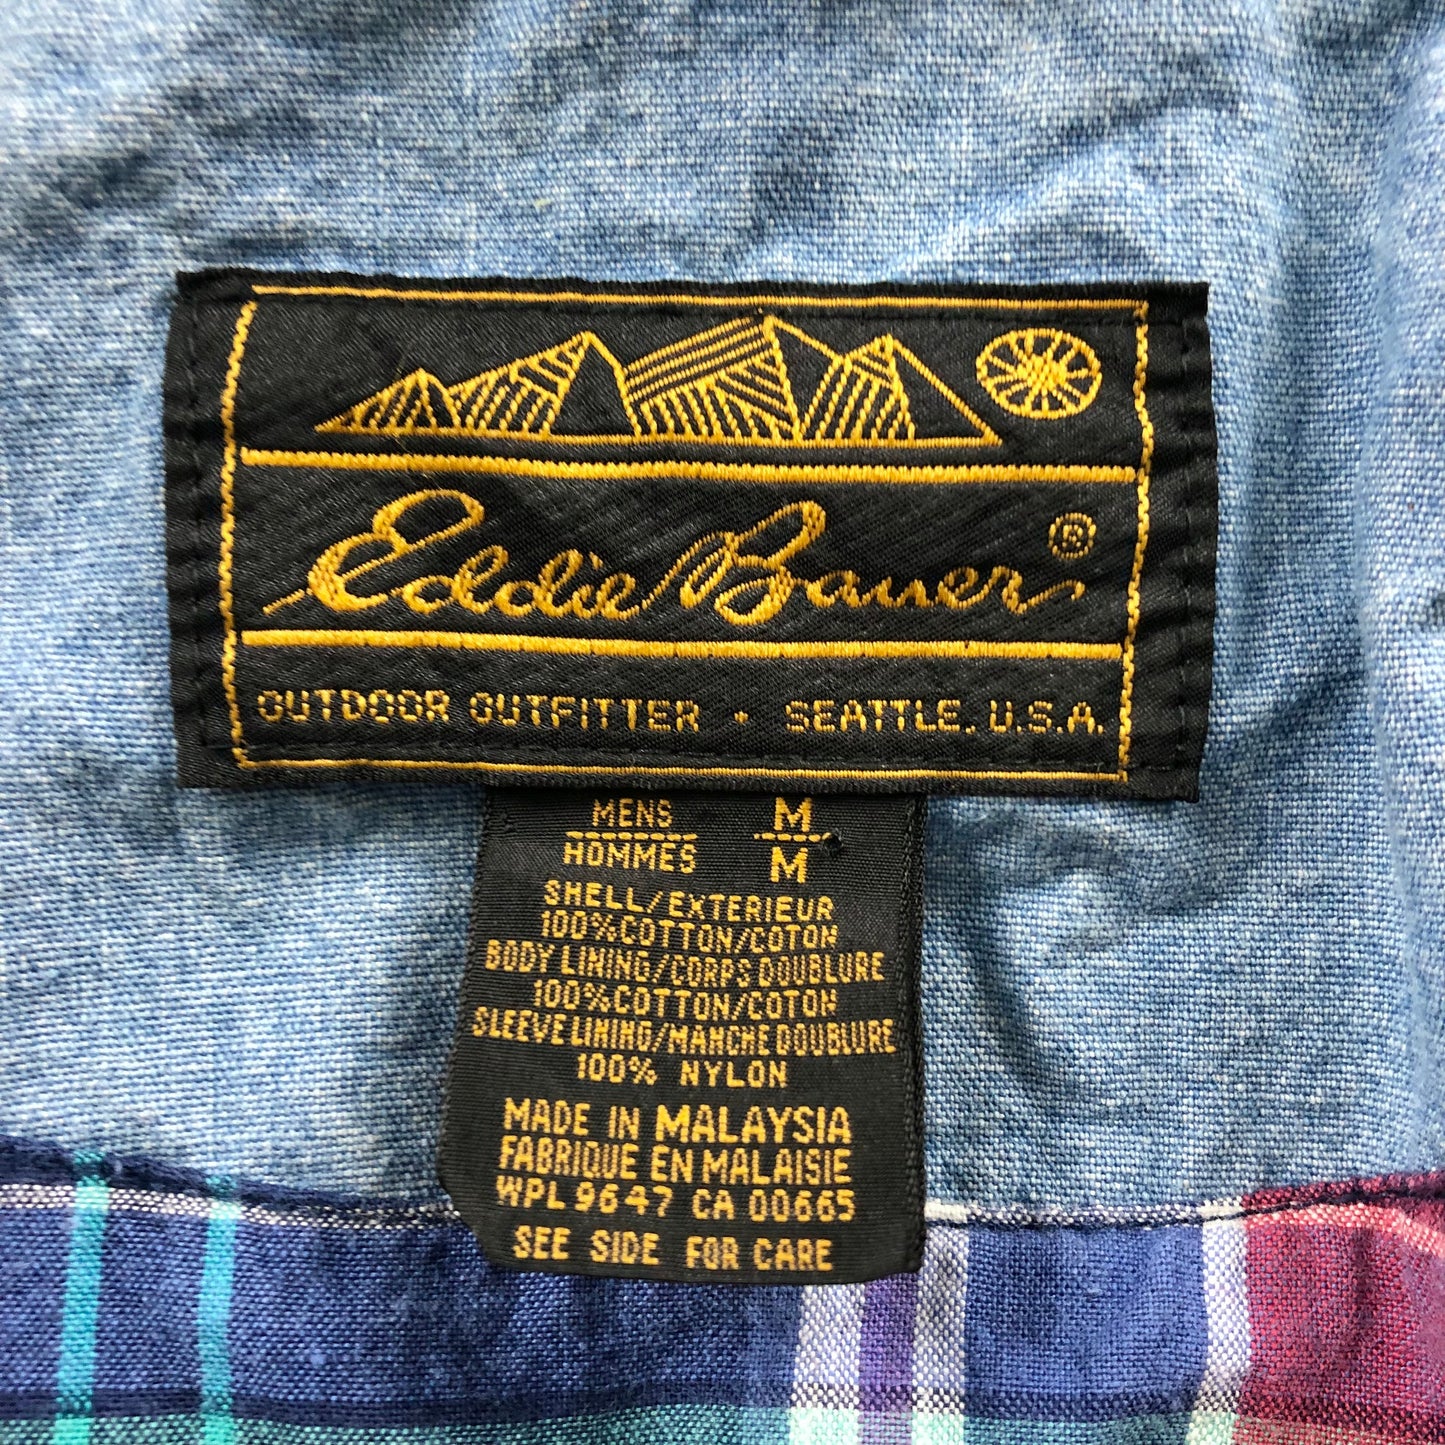 Eddie Bauer®
OUTDOOR OUTFITTER • SEATTLE, U.S.A.
MENS M
HOMMES M
SHELL/EXTERIEUR
100%COTTON/COTON
BODY LINING/CORPS DOUBLURE
100%COTTON/COTON
SLEEVE LINING/MANCHE DOUBLURE
100% NYLON
MADE IN MALAYSIA
FABRIQUE EN MALAISIE
WPL 9647 CA 00665
SEE SIDE FOR CARE